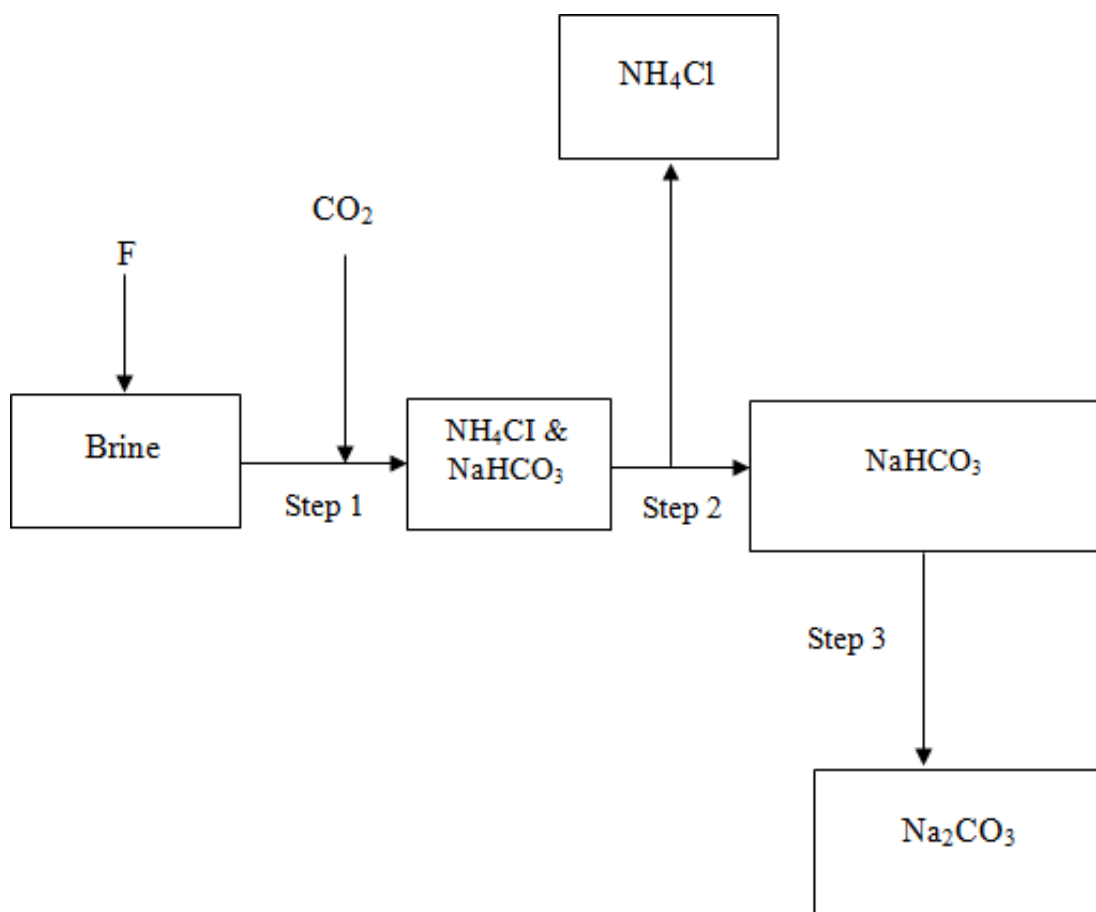 NH₄Cl
CO₂
F
Brine
Step 1
NH₄CI &
NaHCO₃
Step 2
NaHCO₃
Step 3
Na₂CO₃